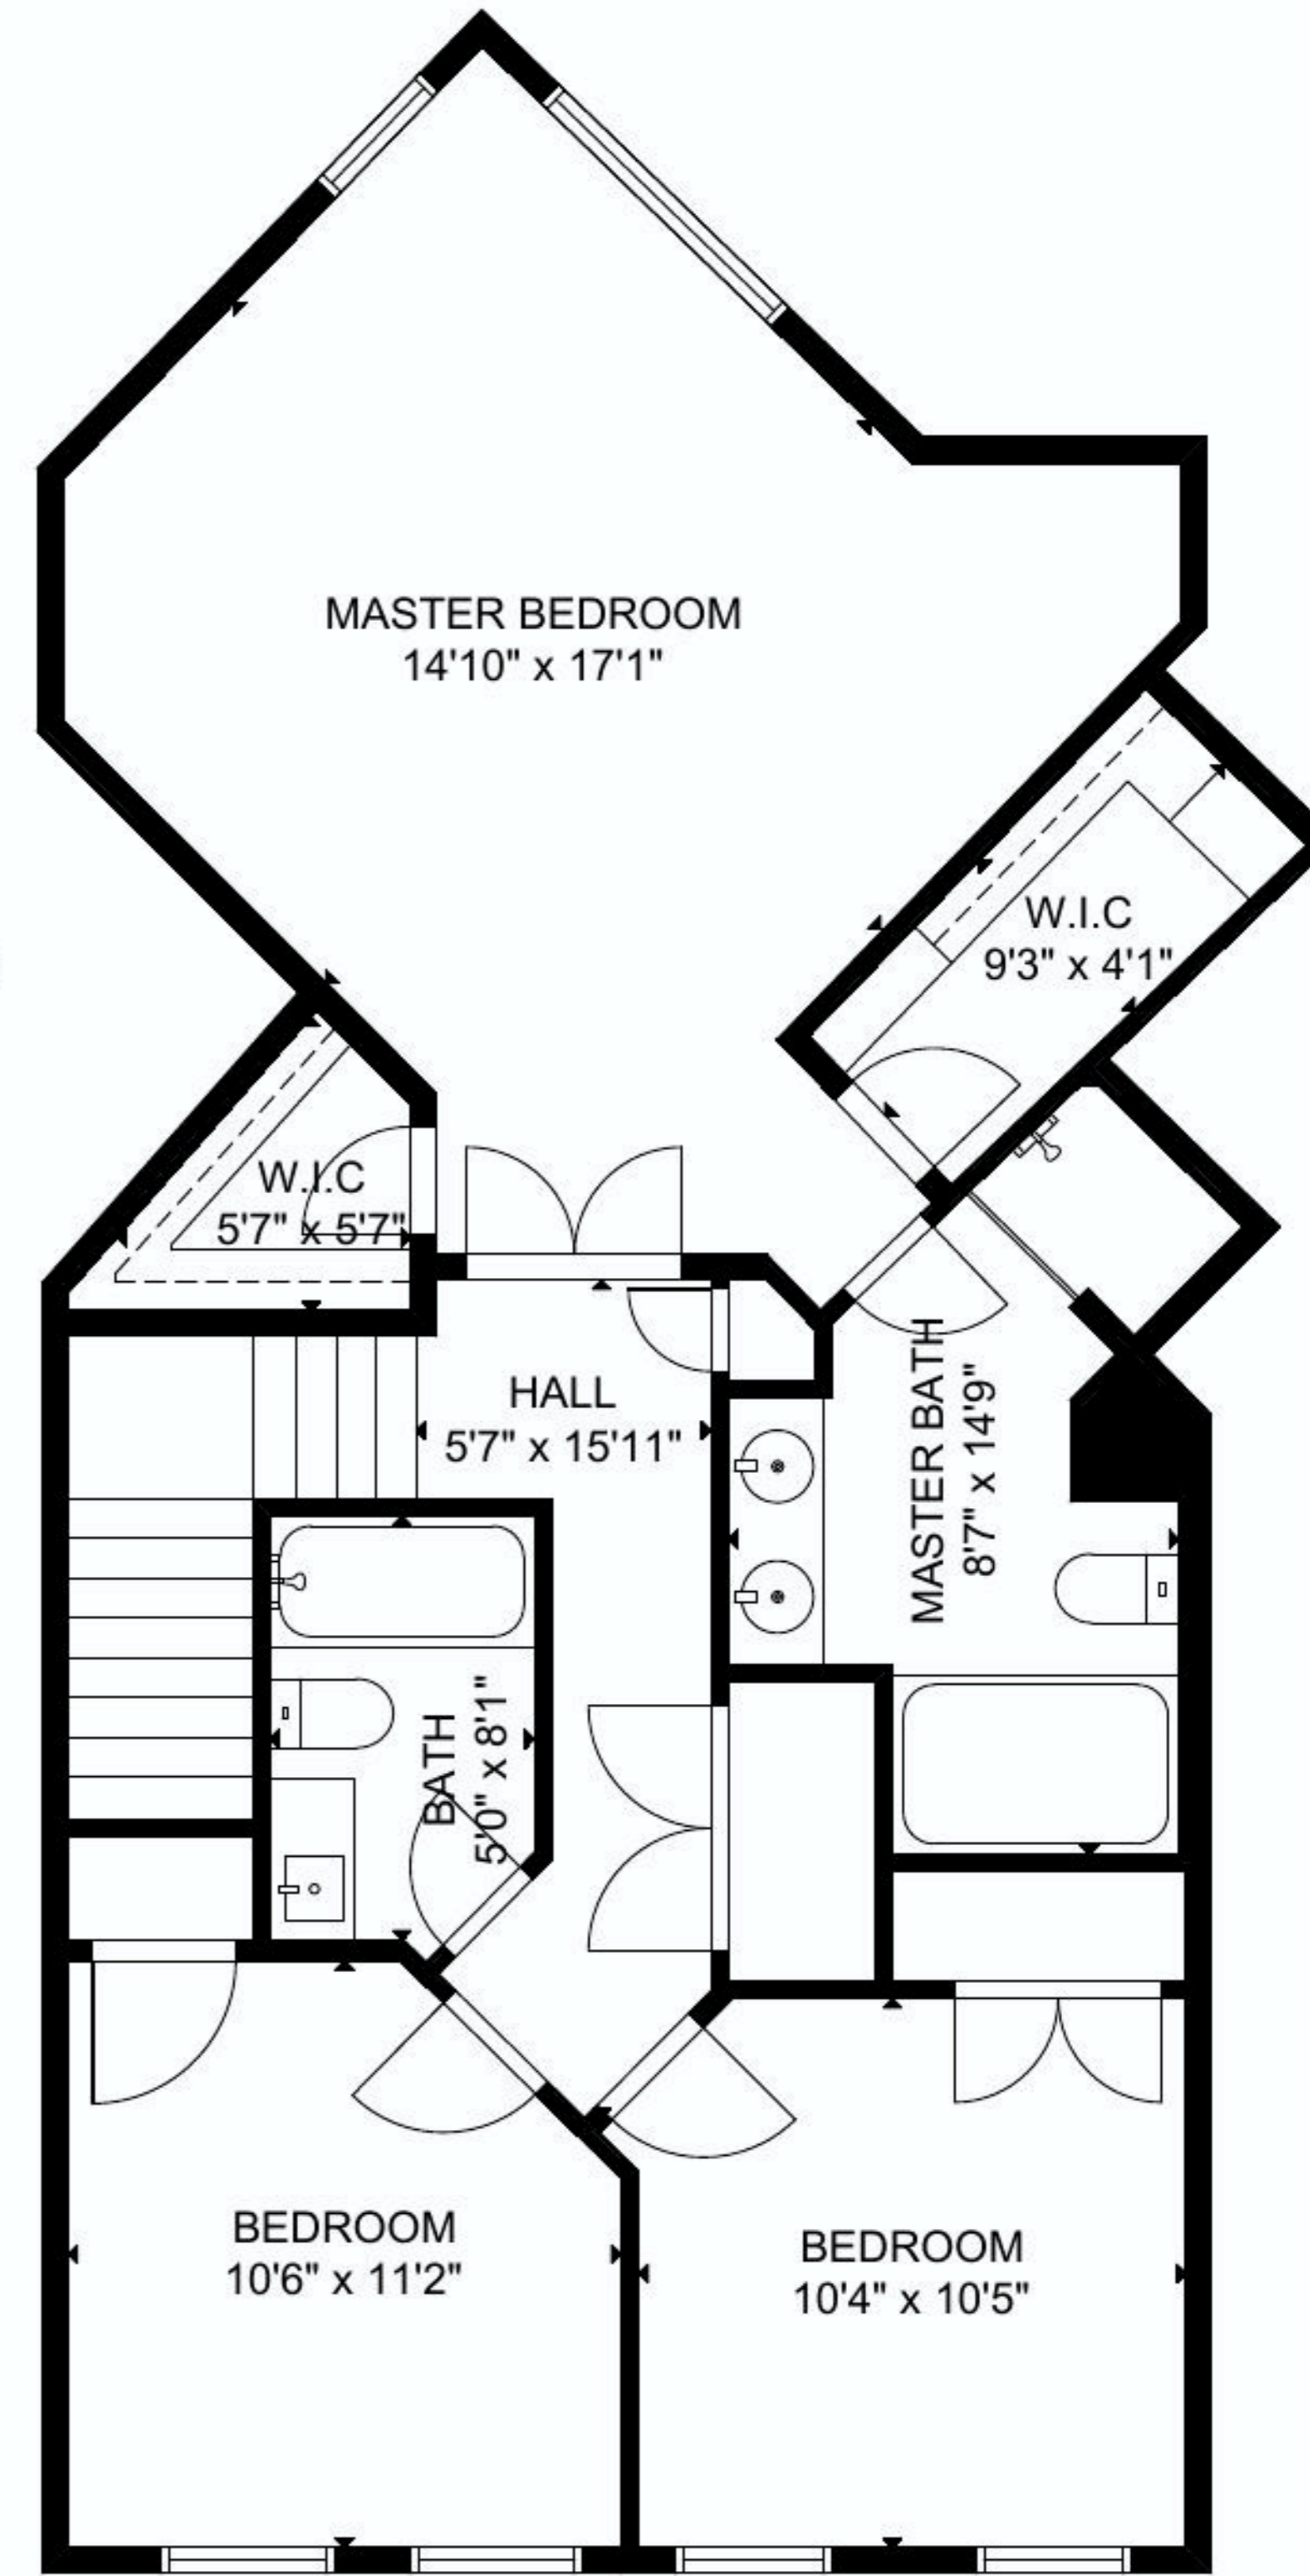 MASTER BEDROOM
14'10" x 17'1"
W.I.C
9'3" x 4'1"
W.I.C
5'7" x 5'7"
HALL
5'7" x 15'11"
MASTER BATH
8'7" x 14'9"
BATH
5'0" x 8'1"
BEDROOM
10'6" x 11'2"
BEDROOM
10'4" x 10'5"